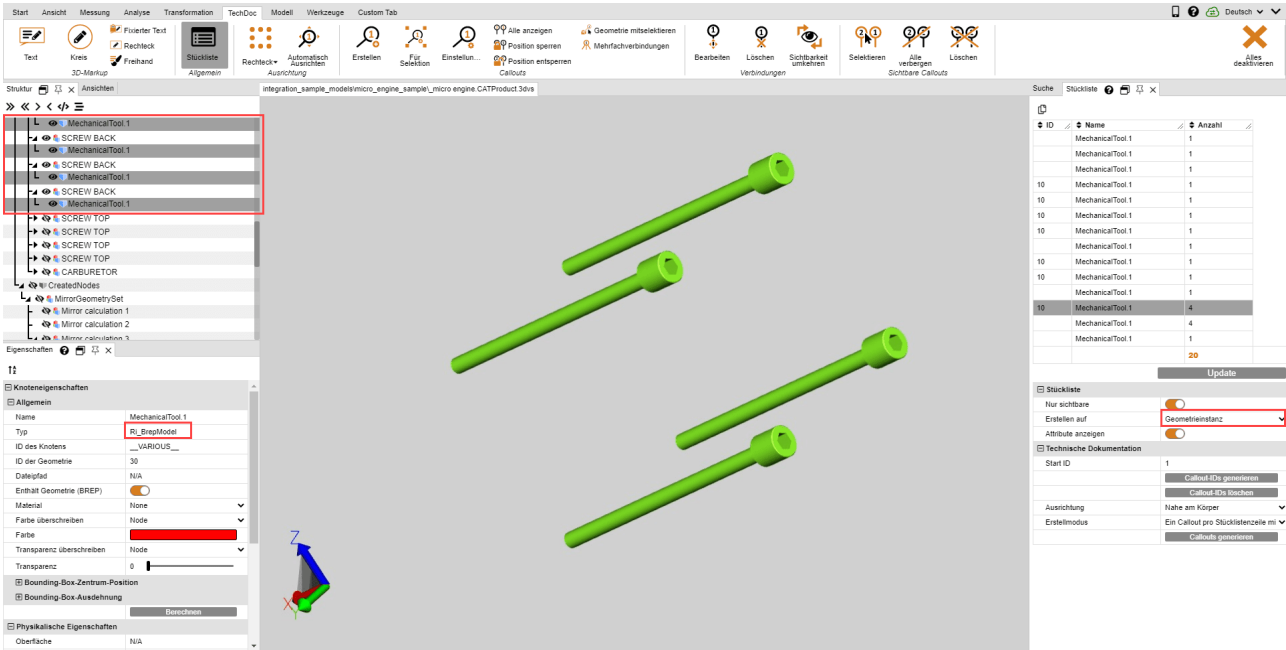 Start Ansicht Messung Analyse Transformation TechDoc Modell Werkzeuge Custom Tab Deutsch
Text Kreis Fixierter Text
Rechteck
Freihand
3D-Markup
Stückliste
Allgemein
Rechteck Automatisch Ausrichten
Ausrichtung
Erstellen Für Selektion Einstellun...
Alle anzeigen
Position sperren
Position entsperren
Geometrie mitselektieren
Mehrfachverbindungen
Callouts
Bearbeiten Löschen Sichtbarkeit umkehren
Verbindungen
Selektieren Alle verbergen Löschen
Sichtbare Callouts
Alles deaktivieren
Struktur Ansichten
MechanicalTool.1
SCREW BACK
MechanicalTool.1
SCREW BACK
MechanicalTool.1
SCREW BACK
MechanicalTool.1
SCREW TOP
SCREW TOP
SCREW TOP
SCREW TOP
CARBURETOR
CreatedNodes
MirrorGeometrySet
Mirror calculation 1
Mirror calculation 2
Mirror calculation 3
Eigenschaften
Knoteneigenschaften
Allgemein
Name MechanicalTool.1
Typ Ri_BrepModel
ID des Knotens __VARIOUS__
ID der Geometrie 30
Dateipfad N/A
Enthält Geometrie (BREP)
Material None
Farbe überschreiben Node
Farbe
Transparenz überschreiben Node
Transparenz 0
Bounding-Box-Zentrum-Position
Bounding-Box-Ausdehnung
Berechnen
Physikalische Eigenschaften
Oberfläche N/A
integration_sample_models\micro_engine_sample\_micro engine.CATProduct.3dvs
Z
X
Y
Suche Stückliste
ID Name Anzahl
MechanicalTool.1 1
MechanicalTool.1 1
MechanicalTool.1 1
10 MechanicalTool.1 1
10 MechanicalTool.1 1
10 MechanicalTool.1 1
10 MechanicalTool.1 1
MechanicalTool.1 1
10 MechanicalTool.1 1
10 MechanicalTool.1 1
MechanicalTool.1 1
10 MechanicalTool.1 4
MechanicalTool.1 4
MechanicalTool.1 1
20
Update
Stückliste
Nur sichtbare
Erstellen auf Geometrieinstanz
Attribute anzeigen
Technische Dokumentation
Start ID 1
Callout-IDs generieren
Callout-IDs löschen
Ausrichtung Nahe am Körper
Erstellmodus Ein Callout pro Stücklistenzeile mi
Callouts generieren